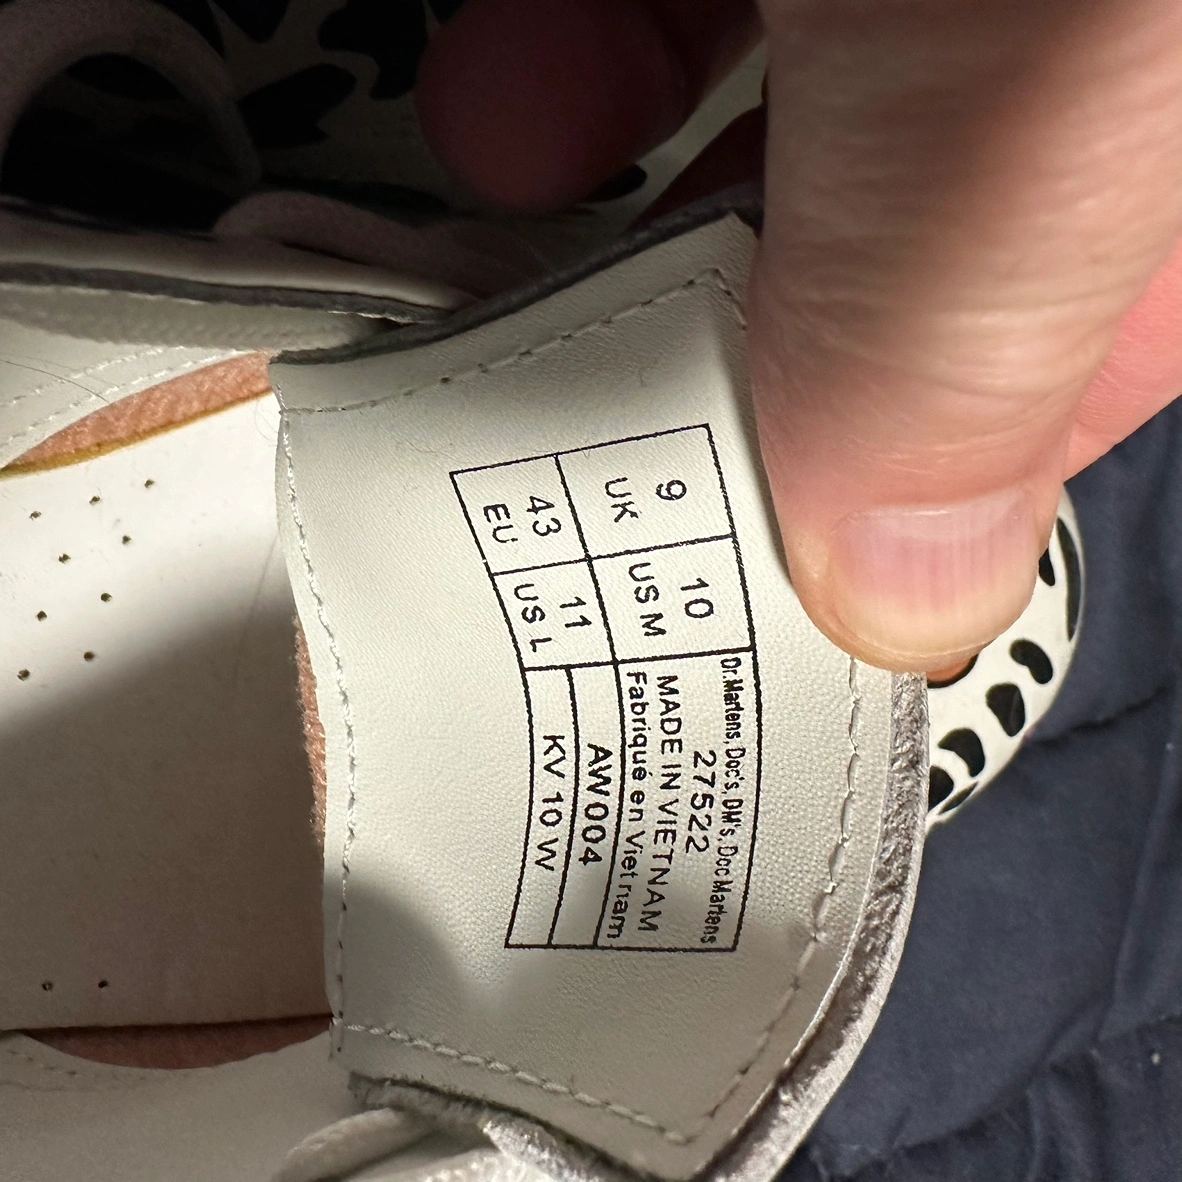 9
UK
10
US M
43
EU
11
US L
Dr.Martens, Doc's, DM's, Doc Martens
27522
MADE IN VIETNAM
Fabriqué en Vietnam
AW004
KV 10 W